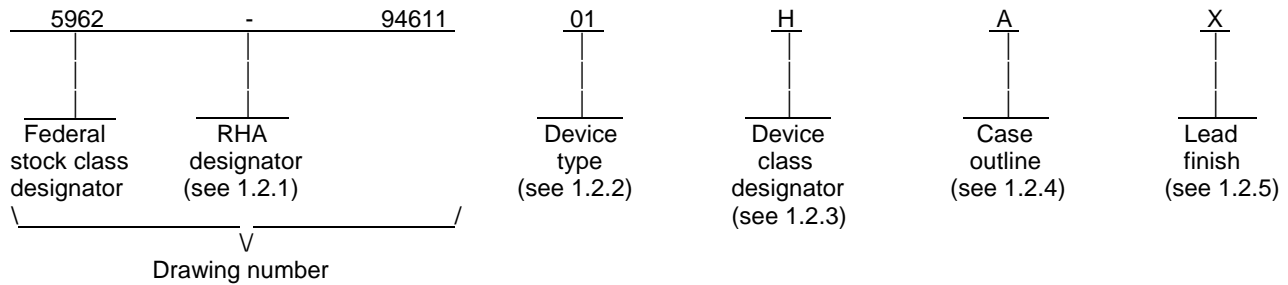 5962 - 94611 01 H A X
Federal stock class designator
RHA designator (see 1.2.1)
Device type (see 1.2.2)
Device class designator (see 1.2.3)
Case outline (see 1.2.4)
Lead finish (see 1.2.5)
Drawing number